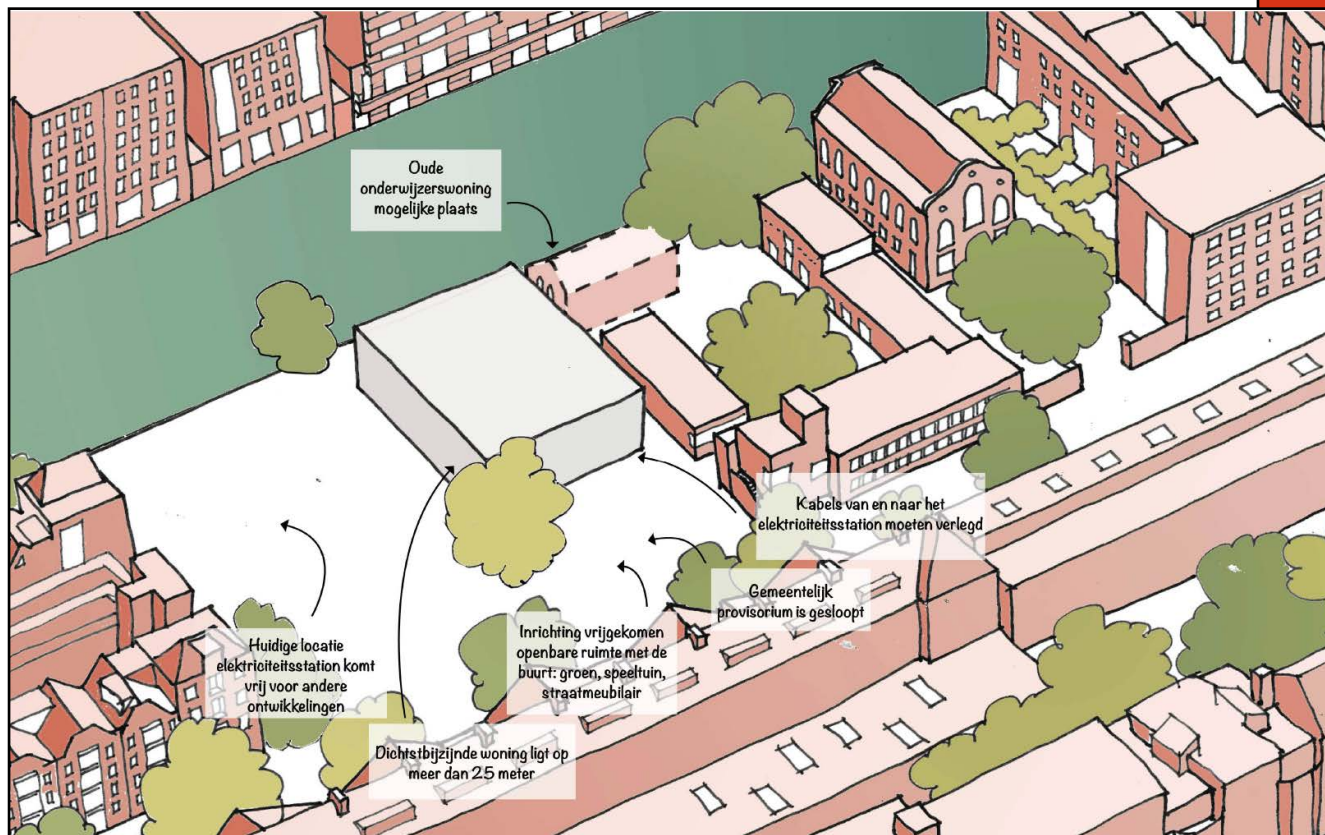 Oude
onderwijzerswoning
mogelijke plaats
Kabels van en naar het
elektriciteitsstation moeten verlegd
Gemeentelijk
provisorium is gesloopt
Inrichting vrijgekomen
openbare ruimte met de
buurt: groen, speeltuin,
straatmeubilair
Huidige locatie
elektriciteitsstation komt
vrij voor andere
ontwikkelingen
Dichtstbijzijnde woning ligt op
meer dan 25 meter